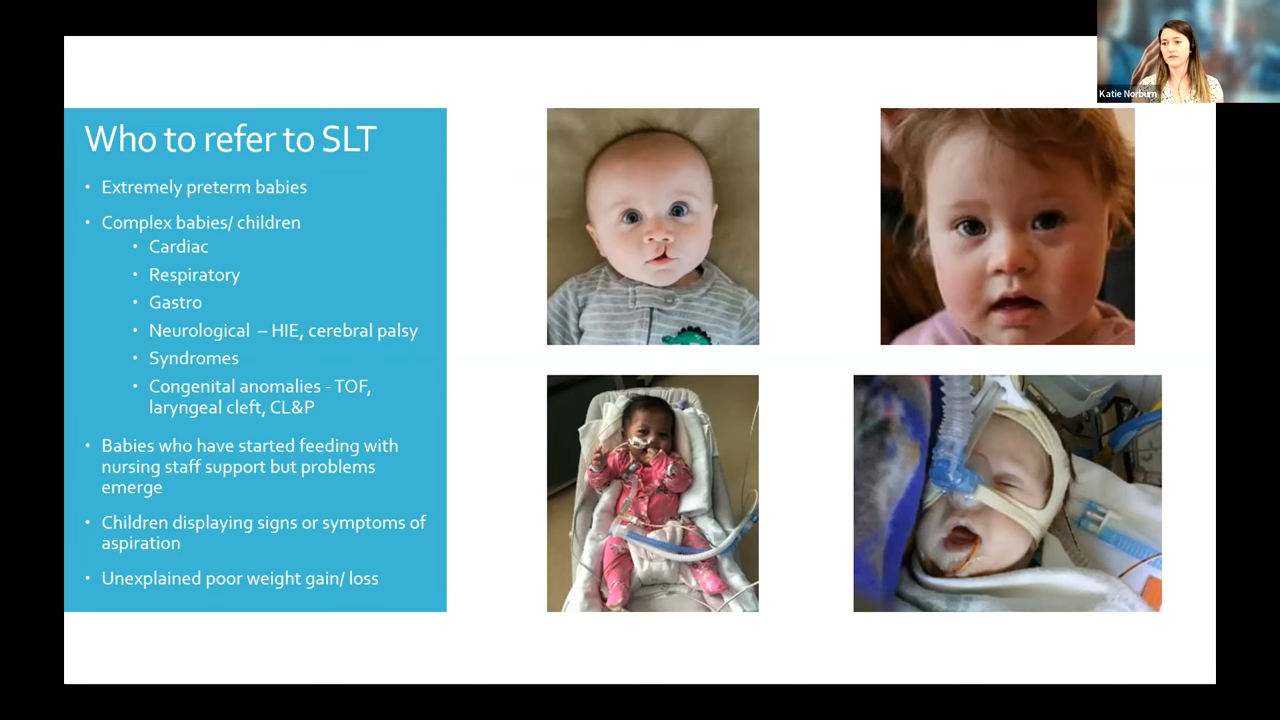 Katie Norburn
Who to refer to SLT
• Extremely preterm babies
• Complex babies/ children
• Cardiac
• Respiratory
• Gastro
• Neurological – HIE, cerebral palsy
• Syndromes
• Congenital anomalies - TOF,
laryngeal cleft, CL&P
• Babies who have started feeding with
nursing staff support but problems
emerge
• Children displaying signs or symptoms of
aspiration
• Unexplained poor weight gain/ loss